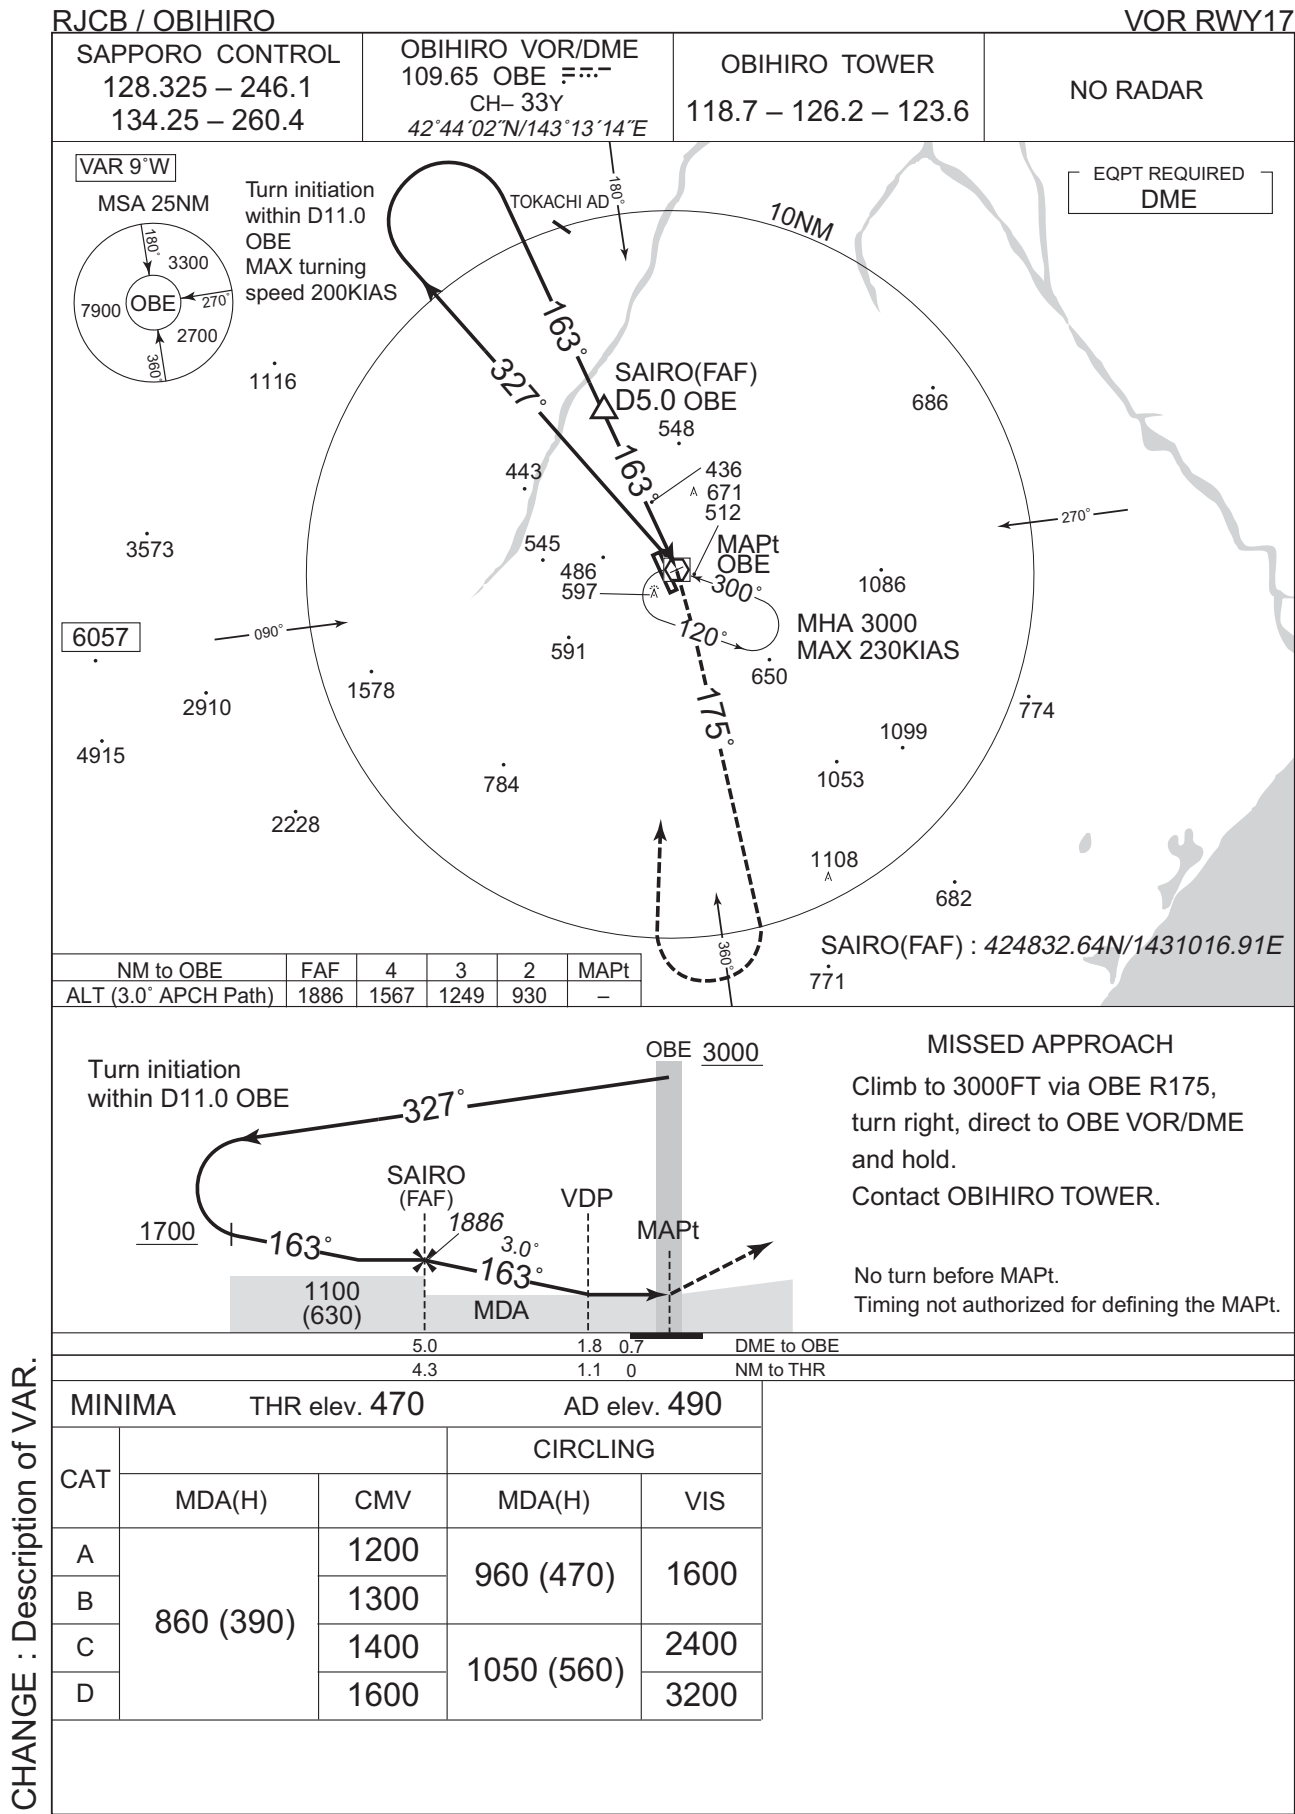 RJCB / OBIHIRO
VOR RWY17
SAPPORO CONTROL
128.325 – 246.1
134.25 – 260.4
OBIHIRO VOR/DME
109.65 OBE
CH– 33Y
42°44′02″N/143°13′14″E
OBIHIRO TOWER
118.7 – 126.2 – 123.6
NO RADAR
VAR 9°W
MSA 25NM
180°
3300
7900
OBE
270°
2700
360°
Turn initiation
within D11.0
OBE
MAX turning
speed 200KIAS
TOKACHI AD
180°
10NM
EQPT REQUIRED
DME
163°
327°
1116
SAIRO(FAF)
D5.0 OBE
548
686
163°
443
436
671
512
3573
545
486
597
MAPt
OBE
300°
270°
1086
6057
090°
120°
MHA 3000
MAX 230KIAS
591
650
1578
2910
175°
774
4915
784
1099
1053
2228
1108
682
360°
SAIRO(FAF) : 424832.64N/1431016.91E
771
NM to OBE FAF 4 3 2 MAPt
ALT (3.0° APCH Path) 1886 1567 1249 930 –
Turn initiation
within D11.0 OBE
OBE 3000
327°
SAIRO
(FAF)
1886
VDP
MAPt
1700
163°
3.0°
163°
1100
(630)
MDA
MISSED APPROACH
Climb to 3000FT via OBE R175,
turn right, direct to OBE VOR/DME
and hold.
Contact OBIHIRO TOWER.
No turn before MAPt.
Timing not authorized for defining the MAPt.
5.0 1.8 0.7 DME to OBE
4.3 1.1 0 NM to THR
MINIMA THR elev. 470 AD elev. 490
CAT
CIRCLING
MDA(H) CMV MDA(H) VIS
A 1200
B 1300
C 1400
D 1600
860 (390)
960 (470) 1600
1050 (560)
2400
3200
CHANGE : Description of VAR.